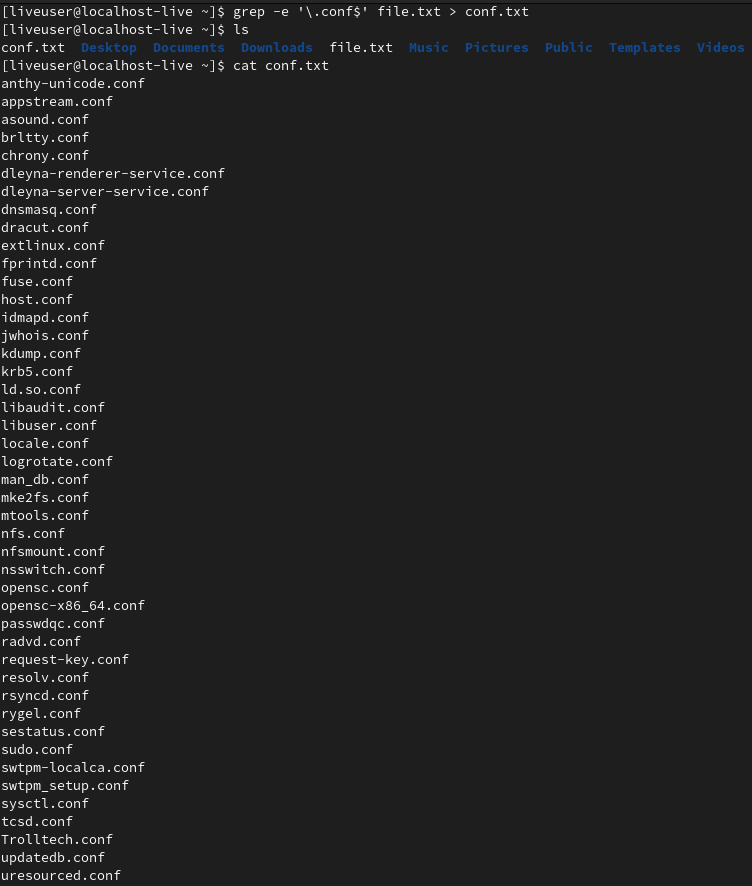 [liveuser@localhost-live ~]$ grep -e '\.conf$' file.txt > conf.txt
[liveuser@localhost-live ~]$ ls
conf.txt  Desktop  Documents  Downloads  file.txt  Music  Pictures  Public  Templates  Videos
[liveuser@localhost-live ~]$ cat conf.txt
anthy-unicode.conf
appstream.conf
asound.conf
brltty.conf
chrony.conf
dleyna-renderer-service.conf
dleyna-server-service.conf
dnsmasq.conf
dracut.conf
extlinux.conf
fprintd.conf
fuse.conf
host.conf
idmapd.conf
jwhois.conf
kdump.conf
krb5.conf
ld.so.conf
libaudit.conf
libuser.conf
locale.conf
logrotate.conf
man_db.conf
mke2fs.conf
mtools.conf
nfs.conf
nfsmount.conf
nsswitch.conf
opensc.conf
opensc-x86_64.conf
passwdqc.conf
radvd.conf
request-key.conf
resolv.conf
rsyncd.conf
rygel.conf
sestatus.conf
sudo.conf
swtpm-localca.conf
swtpm_setup.conf
sysctl.conf
tcsd.conf
Trolltech.conf
updatedb.conf
uresourced.conf